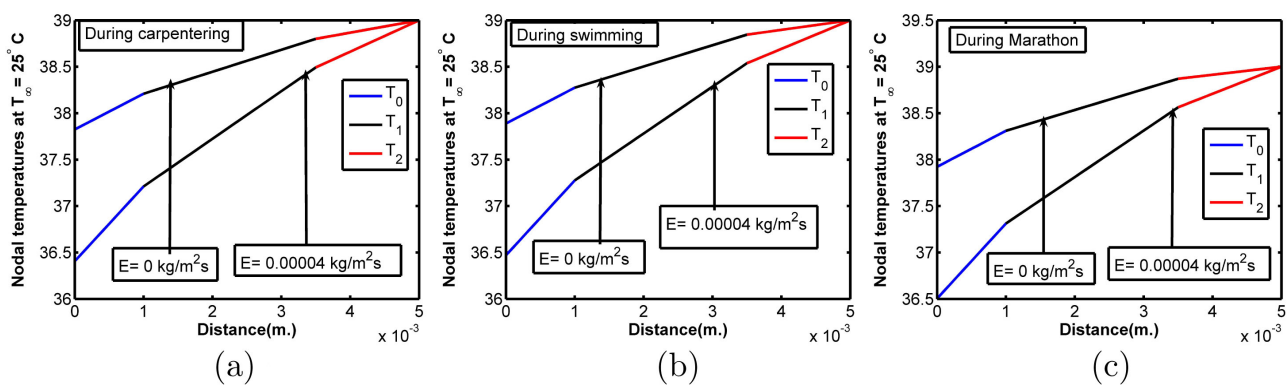 Nodal temperatures at T∞ = 25° C
39
38.5
38
37.5
37
36.5
36
During carpentering
T0
T1
T2
E= 0 kg/m²s
E= 0.00004 kg/m²s
0 1 2 3 4 5
Distance(m.)
x 10⁻³
(a)
Nodal temperatures at T∞ = 25° C
39
38.5
38
37.5
37
36.5
36
During swimming
T0
T1
T2
E= 0.00004 kg/m²s
E= 0 kg/m²s
0 1 2 3 4 5
Distance(m.)
x 10⁻³
(b)
Nodal temperatures at T∞ = 25° C
39.5
39
38.5
38
37.5
37
36.5
During Marathon
T0
T1
T2
E= 0 kg/m²s
E= 0.00004 kg/m²s
0 1 2 3 4 5
Distance(m.)
x 10⁻³
(c)